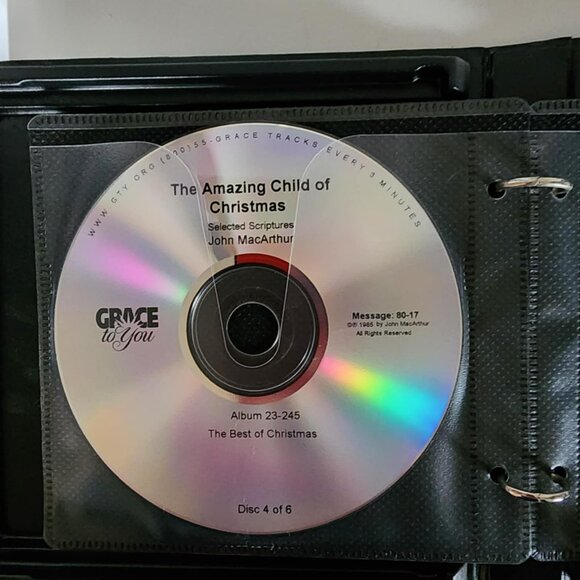 WWW.GTY.ORG (800)55-GRACE TRACKS EVERY 3 MINUTES
The Amazing Child of
Christmas
Selected Scriptures
John MacArthur
GRACE
to You
Message: 80-17
©℗ 1985 by John MacArthur
All Rights Reserved
Album 23-245
The Best of Christmas
Disc 4 of 6